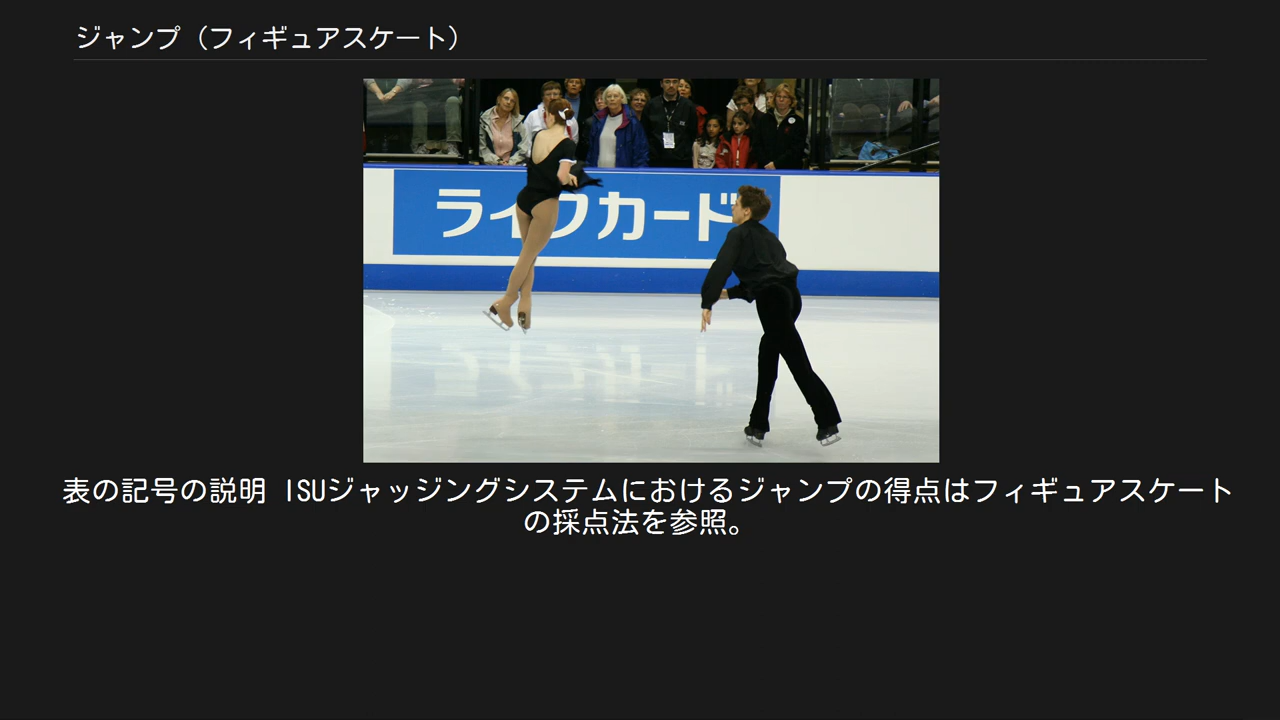 ジャンプ（フィギュアスケート）
ライフカード
表の記号の説明 ISUジャッジングシステムにおけるジャンプの得点はフィギュアスケート
の採点法を参照。